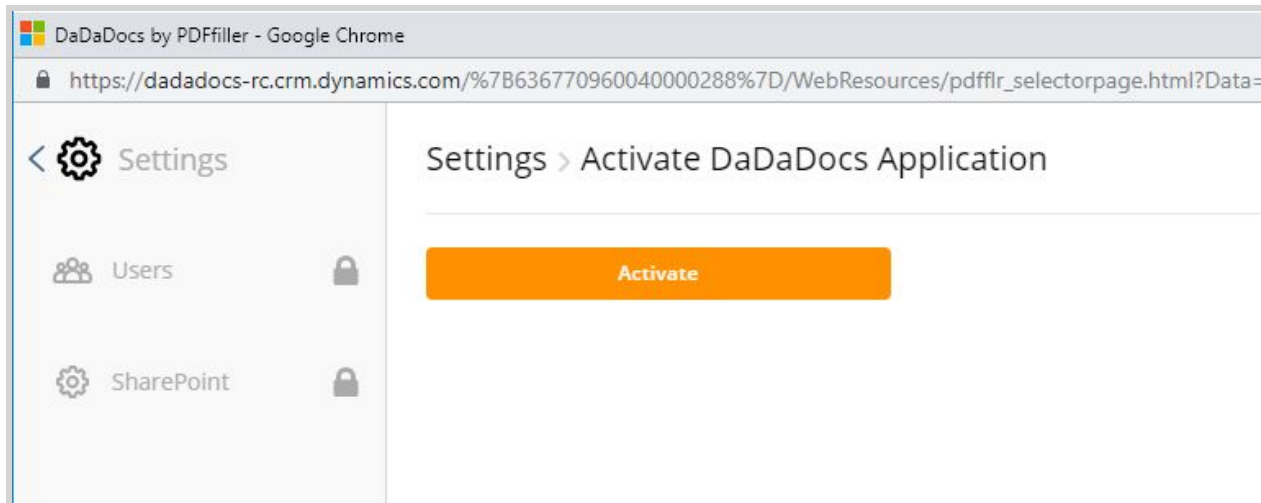 DaDaDocs by PDFfiller - Google Chrome
https://dadadocs-rc.crm.dynamics.com/%7B636770960040000288%7D/WebResources/pdfflr_selectorpage.html?Data=
Settings
Settings > Activate DaDaDocs Application
Users
Activate
SharePoint